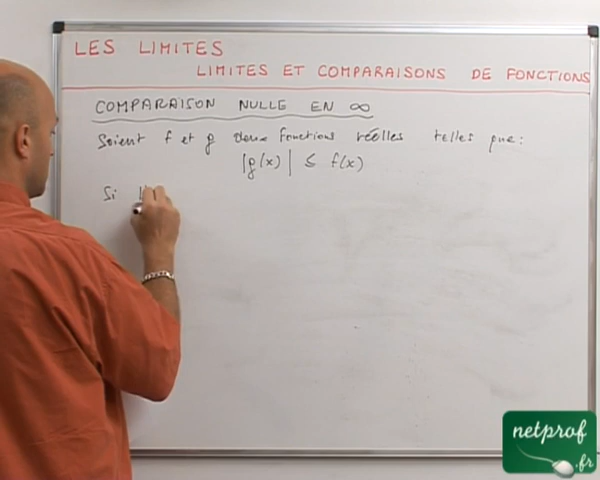 LES LIMITES
LIMITES ET COMPARAISONS DE FONCTIONS
COMPARAISON NULLE EN ∞
Soient f et g deux fonctions réelles telles que:
|g(x)| ≤ f(x)
Si
netprof
.fr